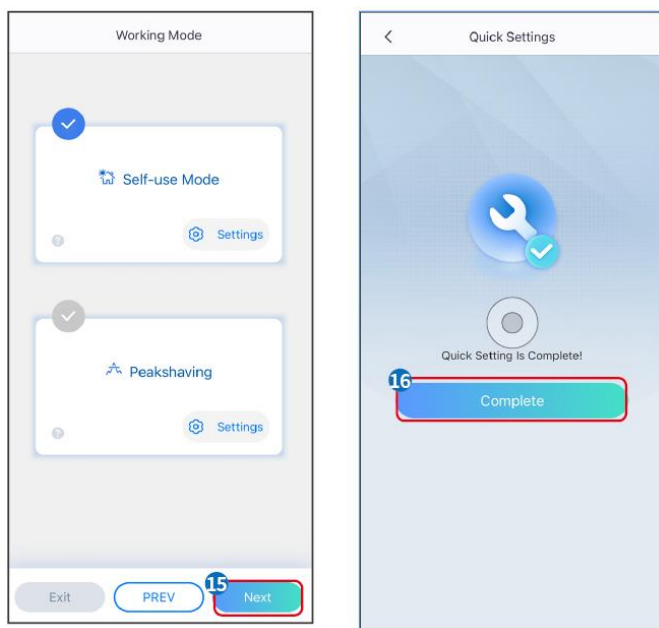 Working Mode
Self-use Mode
?
Settings
Peakshaving
?
Settings
Exit
PREV
15
Next
Quick Settings
Quick Setting Is Complete!
16
Complete